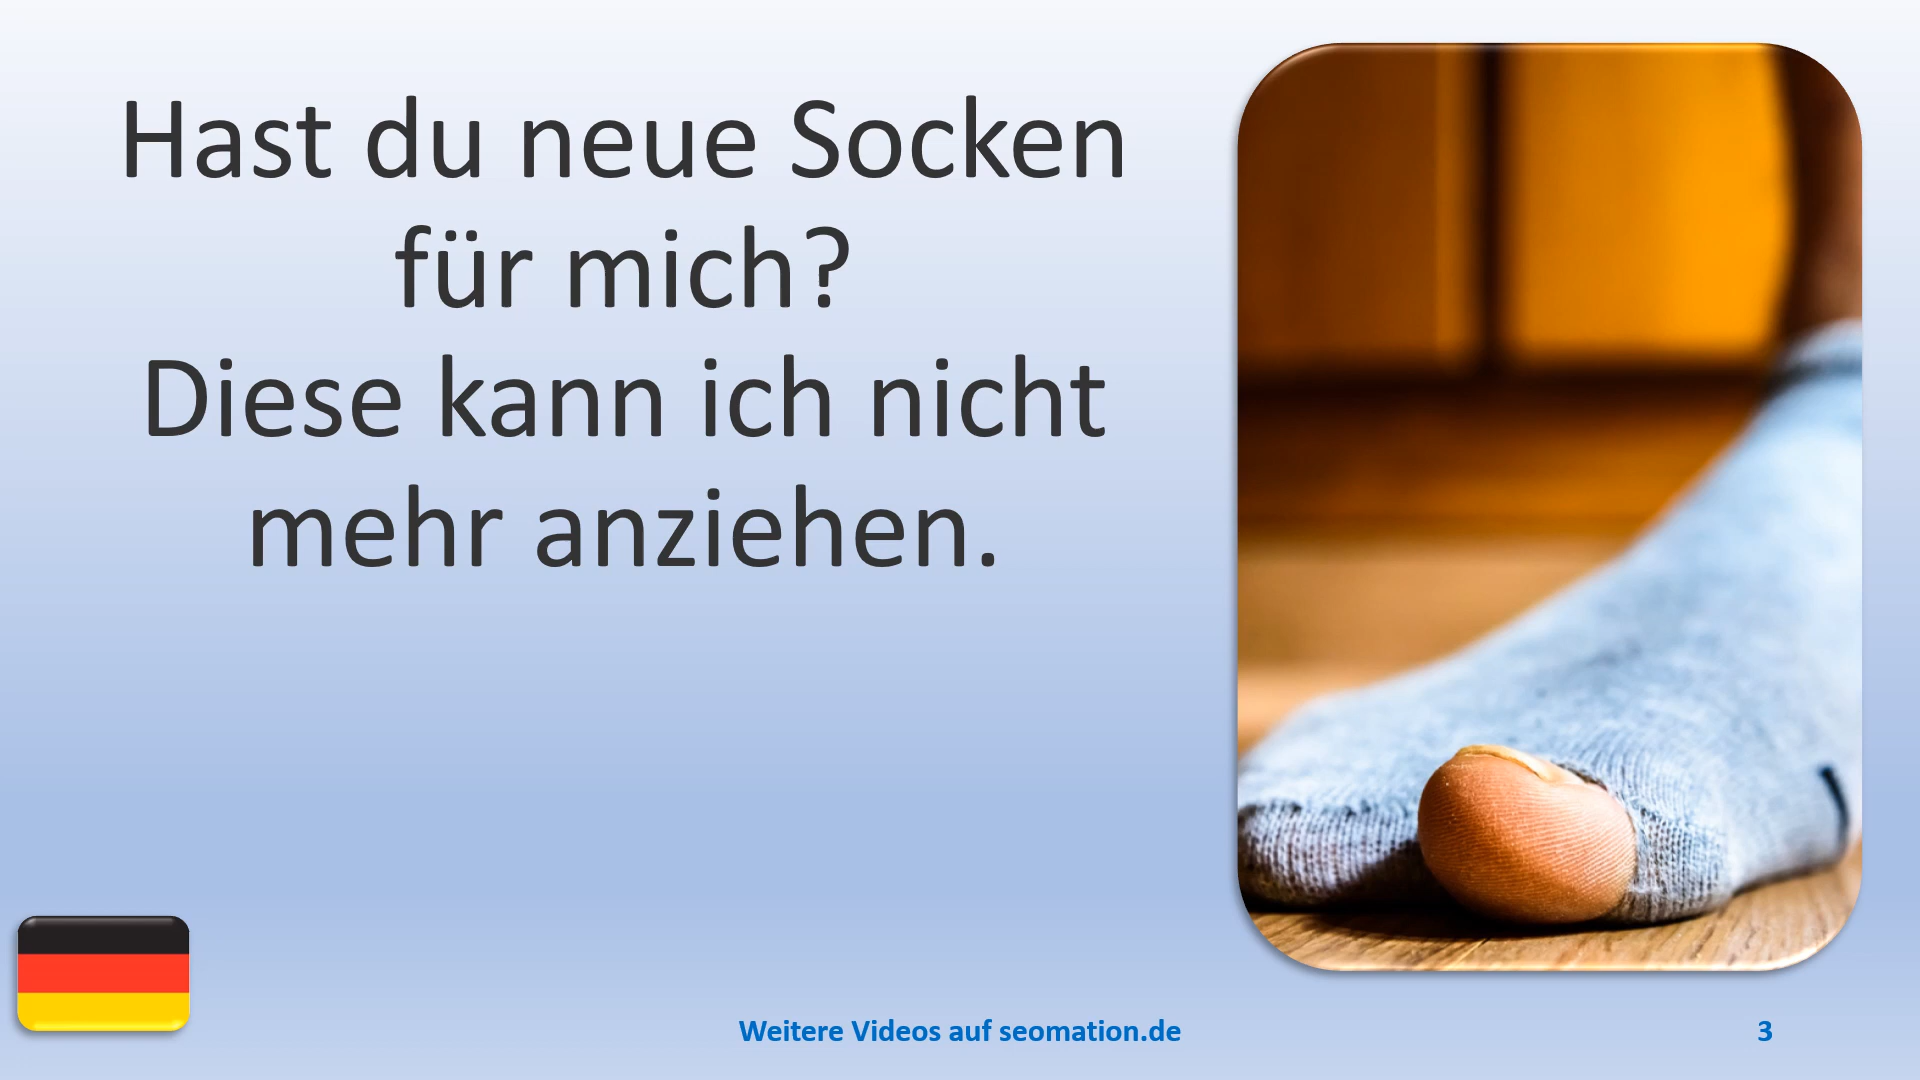 Hast du neue Socken
für mich?
Diese kann ich nicht
mehr anziehen.
Weitere Videos auf seomation.de
3